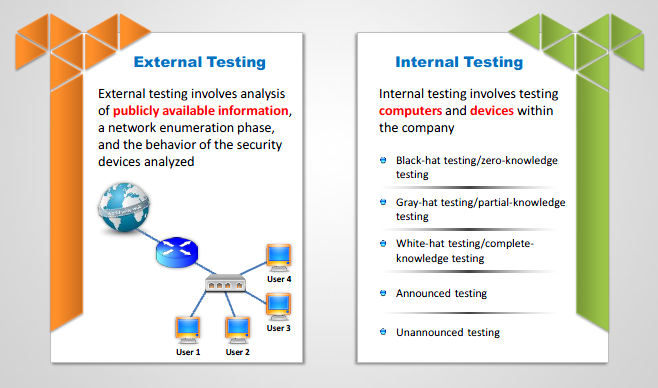 External Testing
External testing involves analysis
of publicly available information,
a network enumeration phase,
and the behavior of the security
devices analyzed
User 4
User 3
User 1
User 2
Internal Testing
Internal testing involves testing
computers and devices within
the company
Black-hat testing/zero-knowledge
testing
Gray-hat testing/partial-knowledge
testing
White-hat testing/complete-
knowledge testing
Announced testing
Unannounced testing